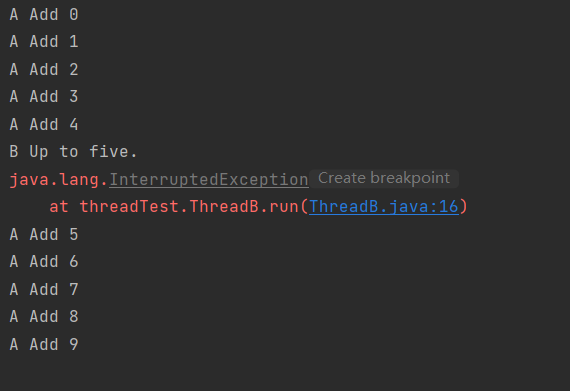 A Add 0
A Add 1
A Add 2
A Add 3
A Add 4
B Up to five.
java.lang.InterruptedException Create breakpoint
    at threadTest.ThreadB.run(ThreadB.java:16)
A Add 5
A Add 6
A Add 7
A Add 8
A Add 9